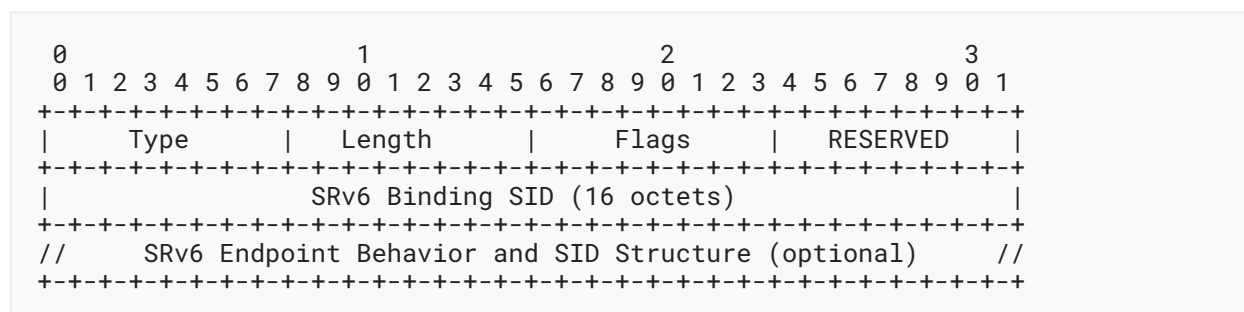 0                   1                   2                   3
 0 1 2 3 4 5 6 7 8 9 0 1 2 3 4 5 6 7 8 9 0 1 2 3 4 5 6 7 8 9 0 1
+-+-+-+-+-+-+-+-+-+-+-+-+-+-+-+-+-+-+-+-+-+-+-+-+-+-+-+-+-+-+-+-+
|     Type      |   Length      |     Flags     |   RESERVED    |
+-+-+-+-+-+-+-+-+-+-+-+-+-+-+-+-+-+-+-+-+-+-+-+-+-+-+-+-+-+-+-+-+
|                 SRv6 Binding SID (16 octets)                  |
+-+-+-+-+-+-+-+-+-+-+-+-+-+-+-+-+-+-+-+-+-+-+-+-+-+-+-+-+-+-+-+-+
//     SRv6 Endpoint Behavior and SID Structure (optional)     //
+-+-+-+-+-+-+-+-+-+-+-+-+-+-+-+-+-+-+-+-+-+-+-+-+-+-+-+-+-+-+-+-+